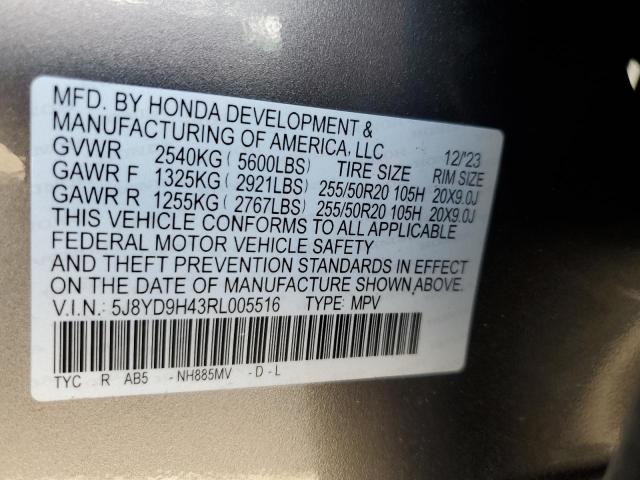 MFD. BY HONDA DEVELOPMENT &
MANUFACTURING OF AMERICA, LLC 12/'23
GVWR 2540KG ( 5600LBS) TIRE SIZE RIM SIZE
GAWR F 1325KG ( 2921LBS) 255/50R20 105H 20X9.0J
GAWR R 1255KG ( 2767LBS) 255/50R20 105H 20X9.0J
THIS VEHICLE CONFORMS TO ALL APPLICABLE
FEDERAL MOTOR VEHICLE SAFETY
AND THEFT PREVENTION STANDARDS IN EFFECT
ON THE DATE OF MANUFACTURE SHOWN ABOVE.
V.I.N.: 5J8YD9H43RL005516 TYPE: MPV
TYC R AB5 - NH885MV - D - L